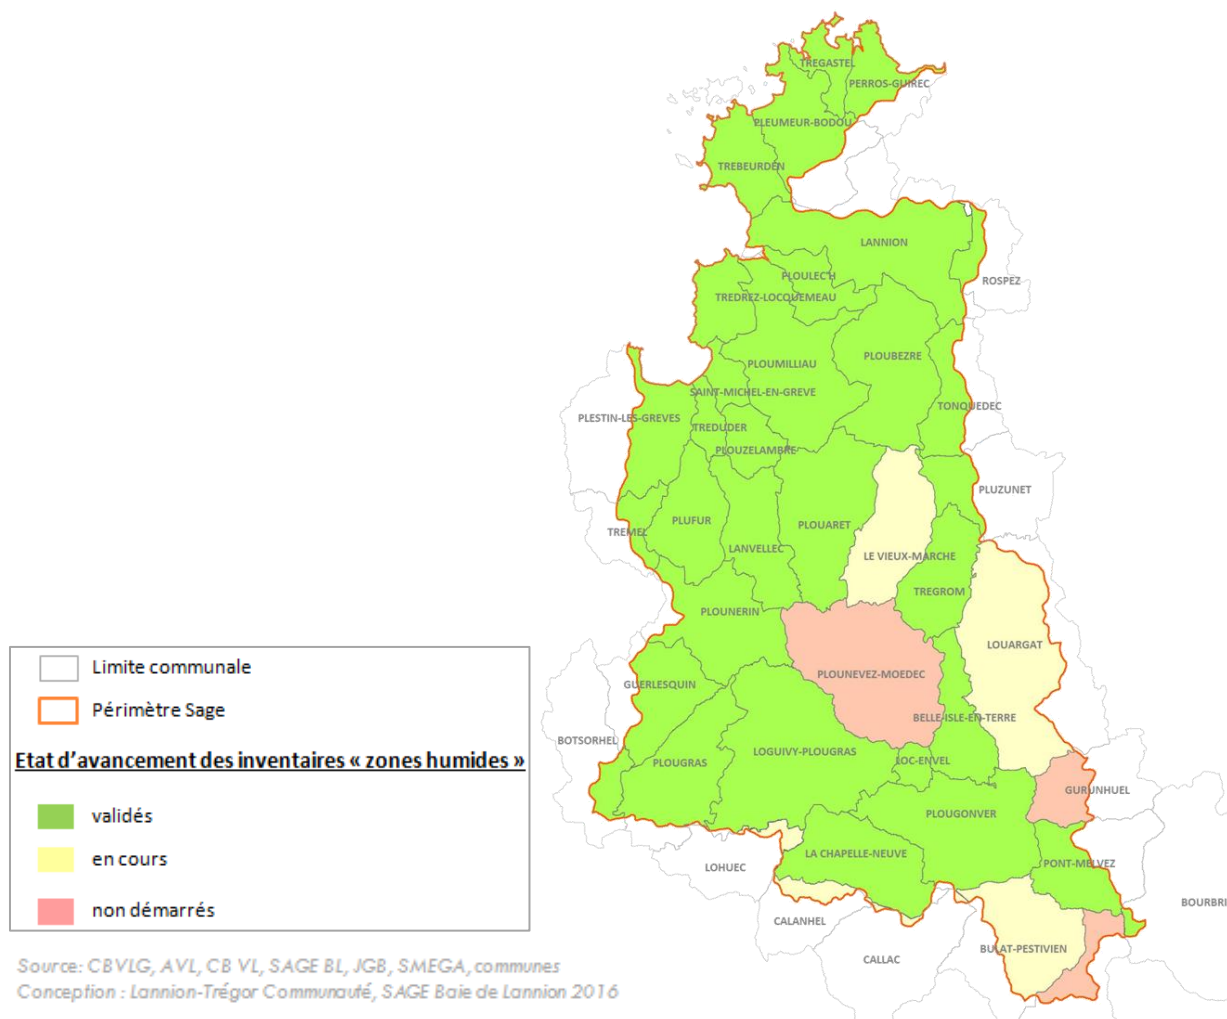 TREGASTEL
PERROS-GUIREC
PLEUMEUR-BODOU
TREBEURDEN
LANNION
PLOULEC'H
ROSPEZ
TREDREZ-LOCQUEMEAU
PLOUBEZRE
PLOUMILLIAU
SAINT-MICHEL-EN-GREVE
TONQUEDEC
PLESTIN-LES-GREVES
TREDUDER
PLOUZELAMBRE
PLUZUNET
PLUFUR
PLOUARET
TREMEL
LANVELLEC
LE VIEUX-MARCHE
TREGROM
PLOUNERIN
LOUARGAT
PLOUNEVEZ-MOEDEC
GUERLESQUIN
BELLE-ISLE-EN-TERRE
BOTSORHEL
LOGUIVY-PLOUGRAS
PLOUGRAS
LOC-ENVEL
GURUNHUEL
PLOUGONVER
LA CHAPELLE-NEUVE
PONT-MELVEZ
LOHUEC
BOURBRI
CALANHEL
BULAT-PESTIVIEN
CALLAC
Limite communale
Périmètre Sage
Etat d'avancement des inventaires « zones humides »
validés
en cours
non démarrés
Source: CBVLG, AVL, CB VL, SAGE BL, JGB, SMEGA, communes
Conception : Lannion-Trégor Communauté, SAGE Baie de Lannion 2016